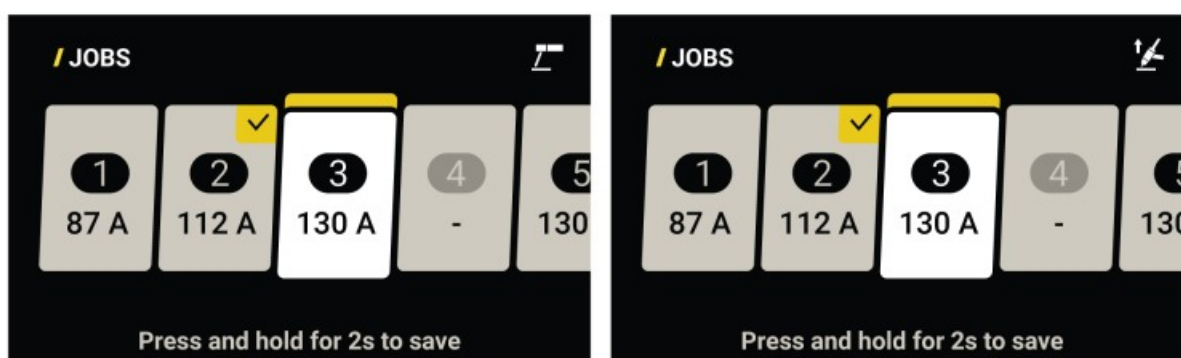 / JOBS
1 2 3 4 5
87 A 112 A 130 A - 130
Press and hold for 2s to save
/ JOBS
1 2 3 4
87 A 112 A 130 A -
Press and hold for 2s to save